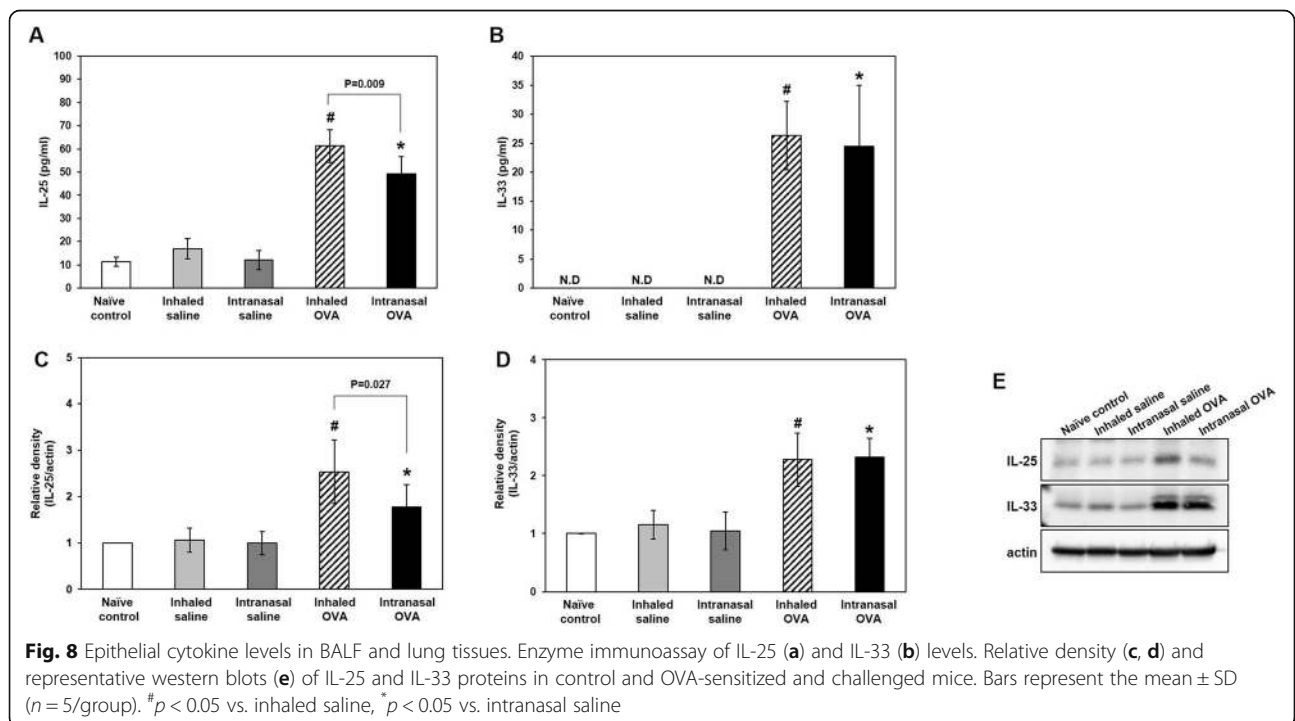 A
100
90
80
70
60
50
40
30
20
10
0
IL-25 (pg/ml)
P=0.009
#
*
Naïve control
Inhaled saline
Intranasal saline
Inhaled OVA
Intranasal OVA
B
40
35
30
25
20
15
10
5
0
IL-33 (pg/ml)
N.D
N.D
N.D
#
*
Naïve control
Inhaled saline
Intranasal saline
Inhaled OVA
Intranasal OVA
C
5
4
3
2
1
0
Relative density
(IL-25/actin)
P=0.027
#
*
Naïve control
Inhaled saline
Intranasal saline
Inhaled OVA
Intranasal OVA
D
4
3
2
1
0
Relative density
(IL-33/actin)
#
*
Naïve control
Inhaled saline
Intranasal saline
Inhaled OVA
Intranasal OVA
E
Naïve control
Inhaled saline
Intranasal saline
Inhaled OVA
Intranasal OVA
IL-25
IL-33
actin
Fig. 8 Epithelial cytokine levels in BALF and lung tissues. Enzyme immunoassay of IL-25 (a) and IL-33 (b) levels. Relative density (c, d) and
representative western blots (e) of IL-25 and IL-33 proteins in control and OVA-sensitized and challenged mice. Bars represent the mean ± SD
(n = 5/group). #p < 0.05 vs. inhaled saline, *p < 0.05 vs. intranasal saline